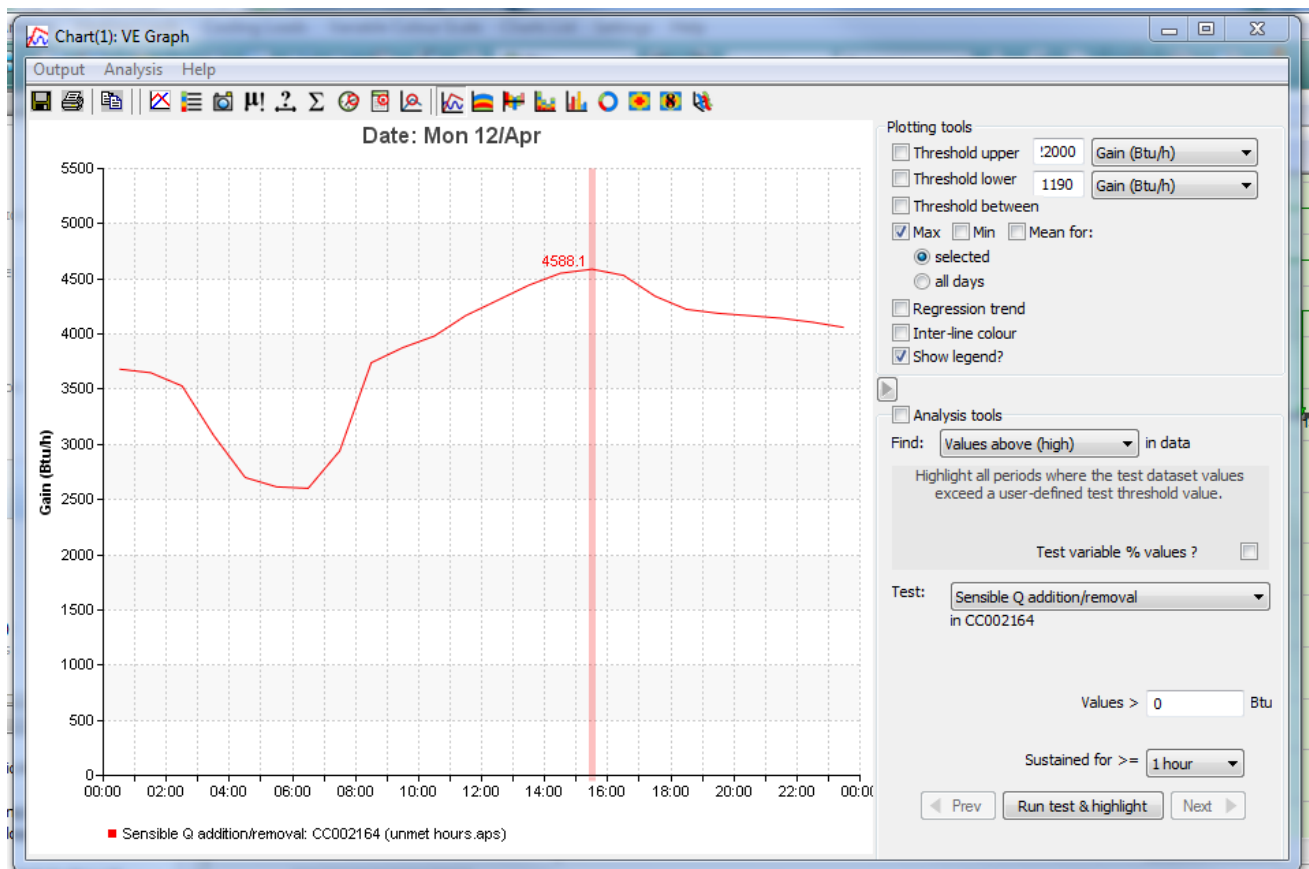 Chart(1): VE Graph
Output Analysis Help
Date: Mon 12/Apr
5500
5000
4500
4000
3500
3000
2500
2000
1500
1000
500
0
Gain (Btu/h)
4588.1
00:00 02:00 04:00 06:00 08:00 10:00 12:00 14:00 16:00 18:00 20:00 22:00 00:00
Sensible Q addition/removal: CC002164 (unmet hours.aps)
Plotting tools
Threshold upper 2000 Gain (Btu/h)
Threshold lower 1190 Gain (Btu/h)
Threshold between
Max Min Mean for:
selected
all days
Regression trend
Inter-line colour
Show legend?
Analysis tools
Find: Values above (high) in data
Highlight all periods where the test dataset values
exceed a user-defined test threshold value.
Test variable % values ?
Test: Sensible Q addition/removal
in CC002164
Values > 0 Btu
Sustained for >= 1 hour
Prev Run test & highlight Next